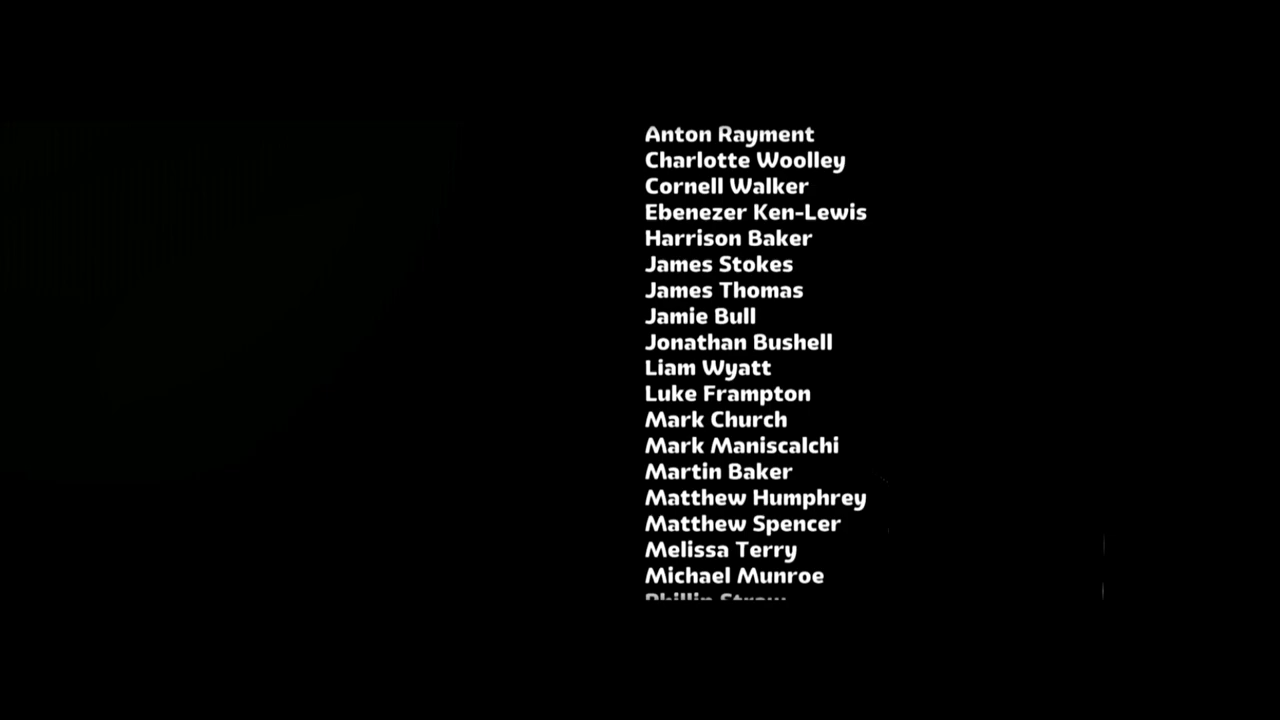 Anton Rayment
Charlotte Woolley
Cornell Walker
Ebenezer Ken-Lewis
Harrison Baker
James Stokes
James Thomas
Jamie Bull
Jonathan Bushell
Liam Wyatt
Luke Frampton
Mark Church
Mark Maniscalchi
Martin Baker
Matthew Humphrey
Matthew Spencer
Melissa Terry
Michael Munroe